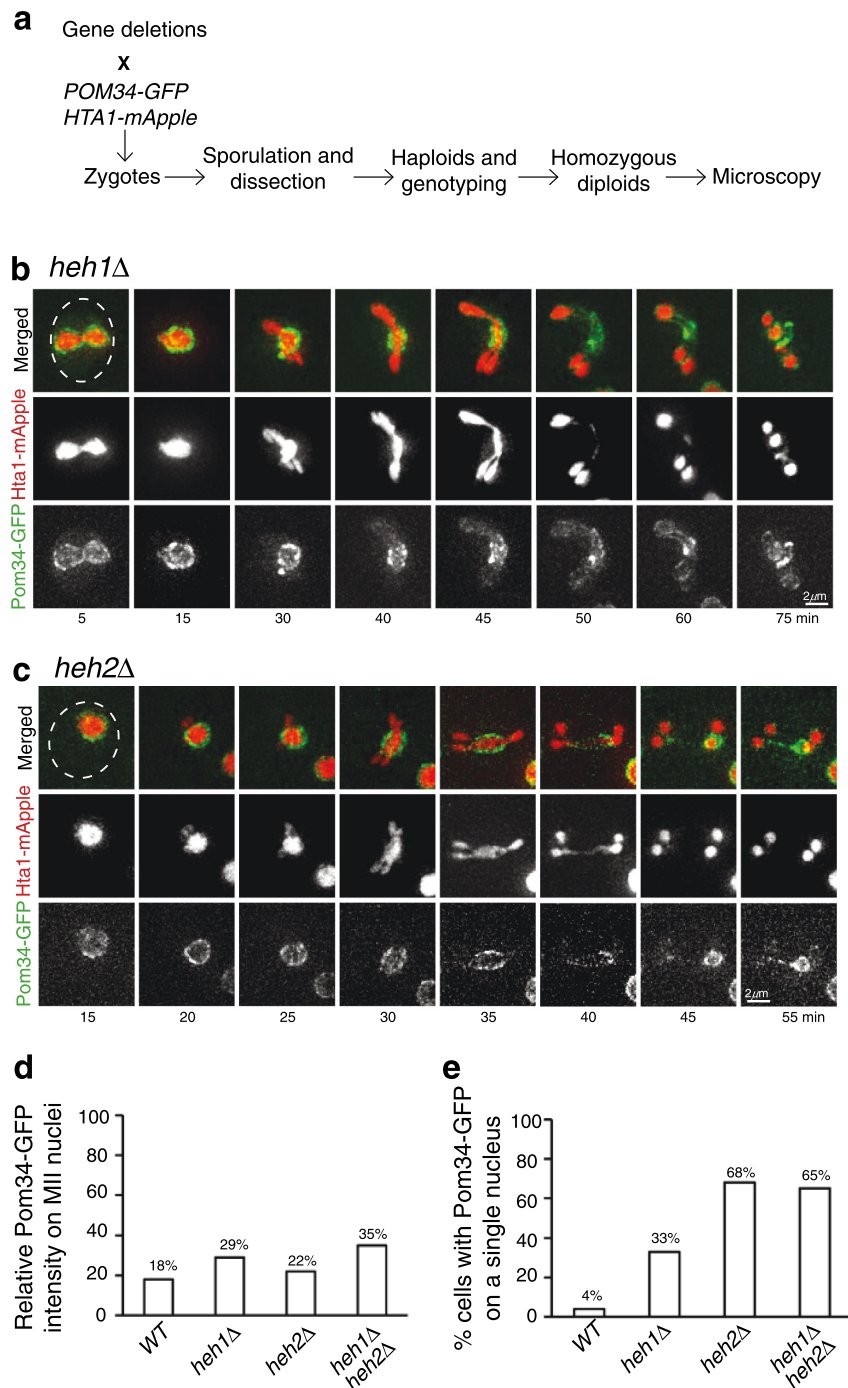 a
Gene deletions
X
POM34-GFP
HTA1-mApple
Zygotes
Sporulation and
dissection
Haploids and
genotyping
Homozygous
diploids
Microscopy
b heh1Δ
Merged
Hta1-mApple
Pom34-GFP
2μm
5 15 30 40 45 50 60 75 min
c heh2Δ
Merged
Hta1-mApple
Pom34-GFP
2μm
15 20 25 30 35 40 45 55 min
d
Relative Pom34-GFP
intensity on MII nuclei
100
80
60
40
20
0
18%
29%
22%
35%
WT
heh1Δ
heh2Δ
heh1Δ
heh2Δ
e
% cells with Pom34-GFP
on a single nucleus
100
80
60
40
20
0
4%
33%
68%
65%
WT
heh1Δ
heh2Δ
heh1Δ
heh2Δ